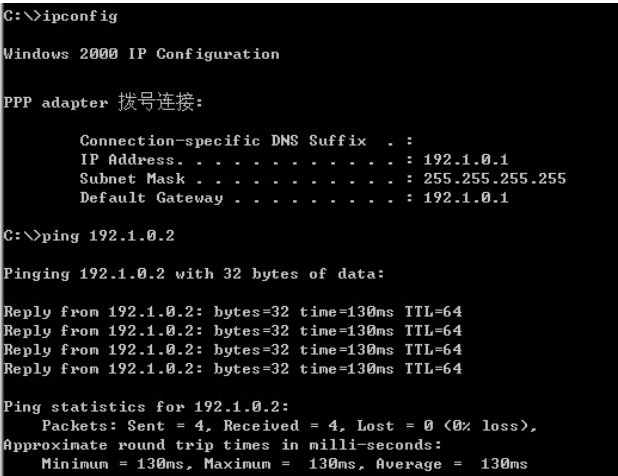 C:\>ipconfig
Windows 2000 IP Configuration
PPP adapter 拨号连接:
Connection-specific DNS Suffix  . :
IP Address. . . . . . . . . . . . : 192.1.0.1
Subnet Mask . . . . . . . . . . . : 255.255.255.255
Default Gateway . . . . . . . . . : 192.1.0.1
C:\>ping 192.1.0.2
Pinging 192.1.0.2 with 32 bytes of data:
Reply from 192.1.0.2: bytes=32 time=130ms TTL=64
Reply from 192.1.0.2: bytes=32 time=130ms TTL=64
Reply from 192.1.0.2: bytes=32 time=130ms TTL=64
Reply from 192.1.0.2: bytes=32 time=130ms TTL=64
Ping statistics for 192.1.0.2:
Packets: Sent = 4, Received = 4, Lost = 0 (0% loss),
Approximate round trip times in milli-seconds:
Minimum = 130ms, Maximum =  130ms, Average =  130ms